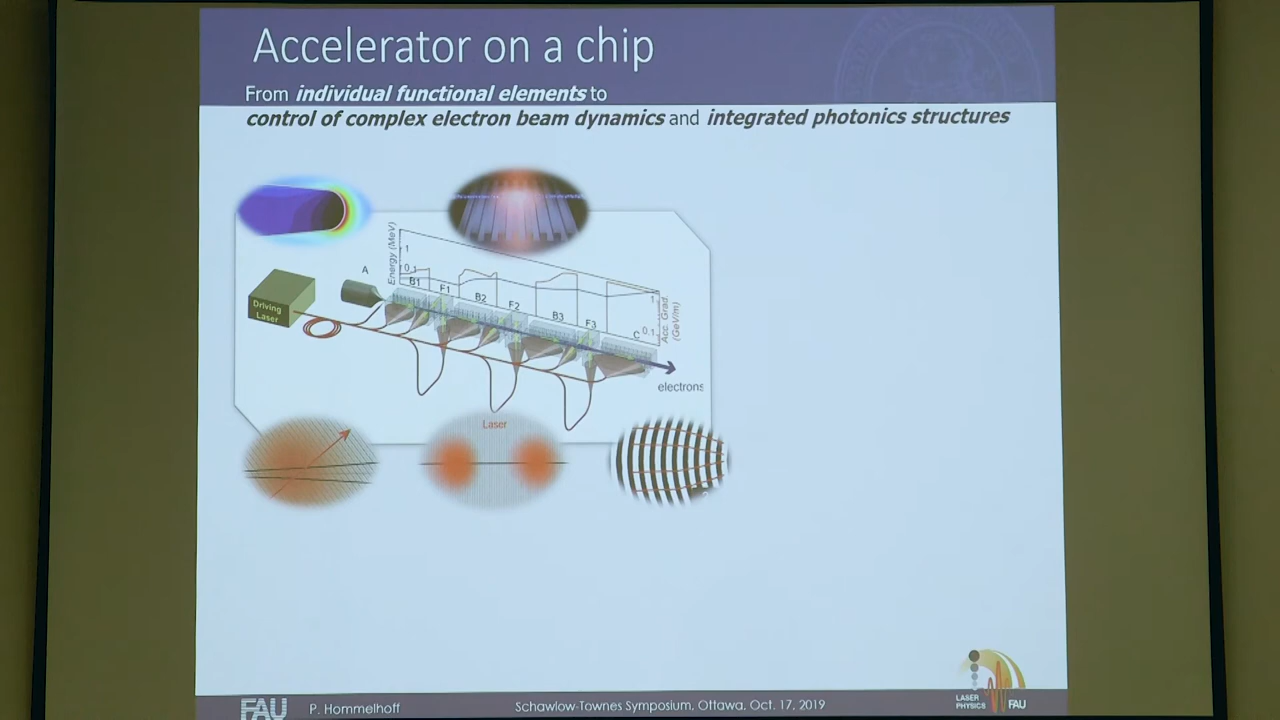 Accelerator on a chip
From individual functional elements to
control of complex electron beam dynamics and integrated photonics structures
Energy (MeV)
1
0.1
A
B1
F1
B2
F2
B3
F3
C
1
0.1
Acc. Grad.
(GeV/m)
Driving
Laser
electrons
Laser
LASER
PHYSICS
FAU
FAU
P. Hommelhoff
Schawlow-Townes Symposium, Ottawa, Oct. 17, 2019